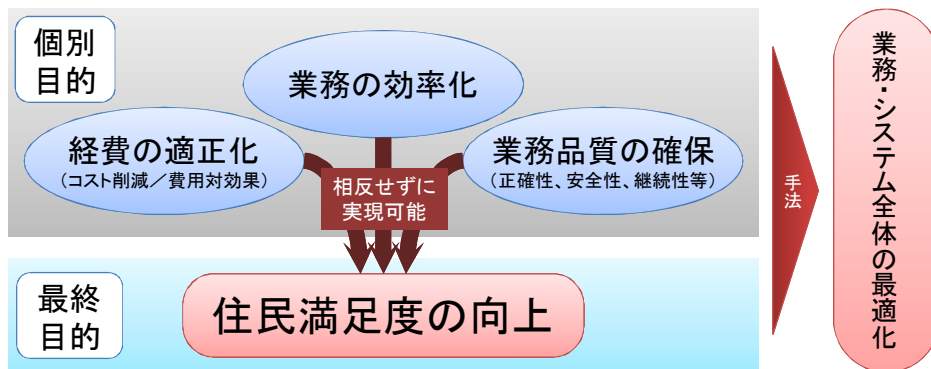 個別
目的
業務の効率化
経費の適正化
（コスト削減／費用対効果）
業務品質の確保
（正確性、安全性、継続性等）
相反せずに
実現可能
最終
目的
住民満足度の向上
手法
業務・システム全体の最適化